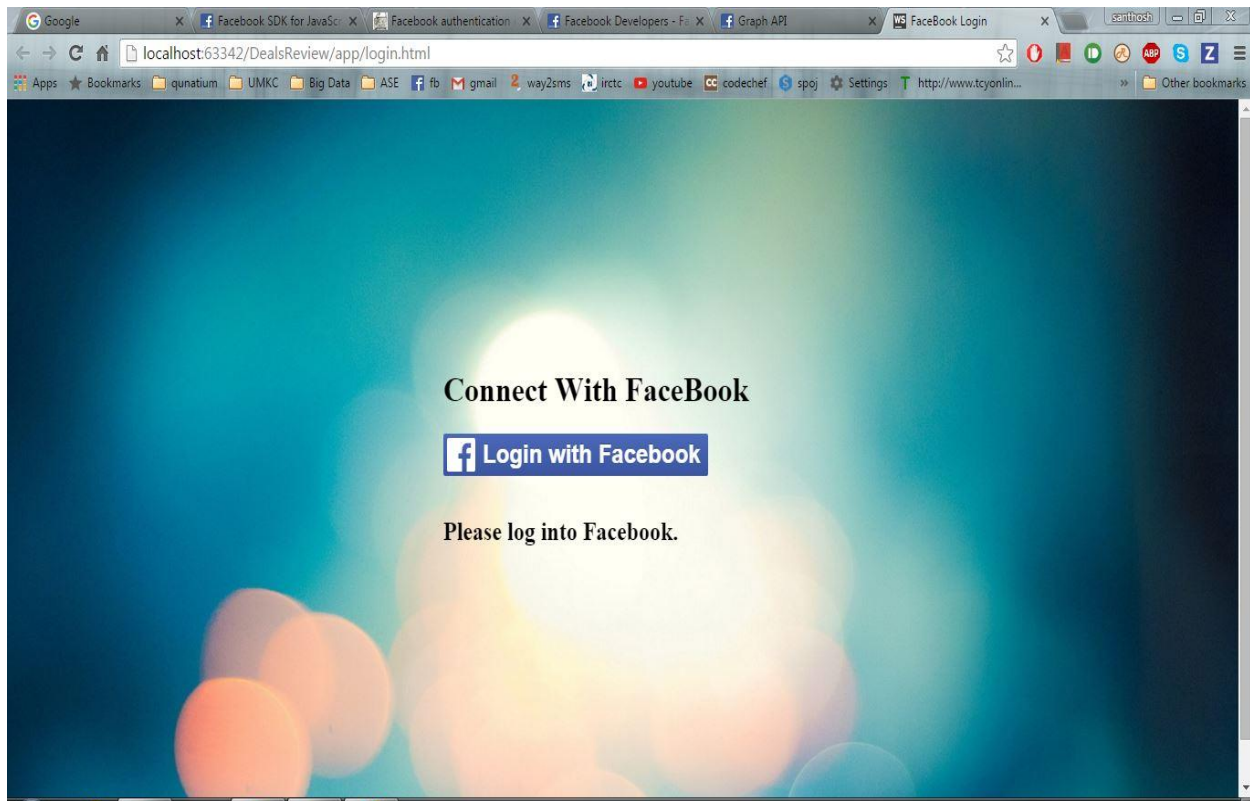 Google
Facebook SDK for JavaSc
Facebook authentication
Facebook Developers - Fa
Graph API
WS FaceBook Login
santhosh
localhost:63342/DealsReview/app/login.html
ABP
S
Z
Apps Bookmarks qunatium UMKC Big Data ASE fb gmail way2sms irctc youtube codechef spoj Settings http://www.tcyonlin... » Other bookmarks
Connect With FaceBook
f Login with Facebook
Please log into Facebook.